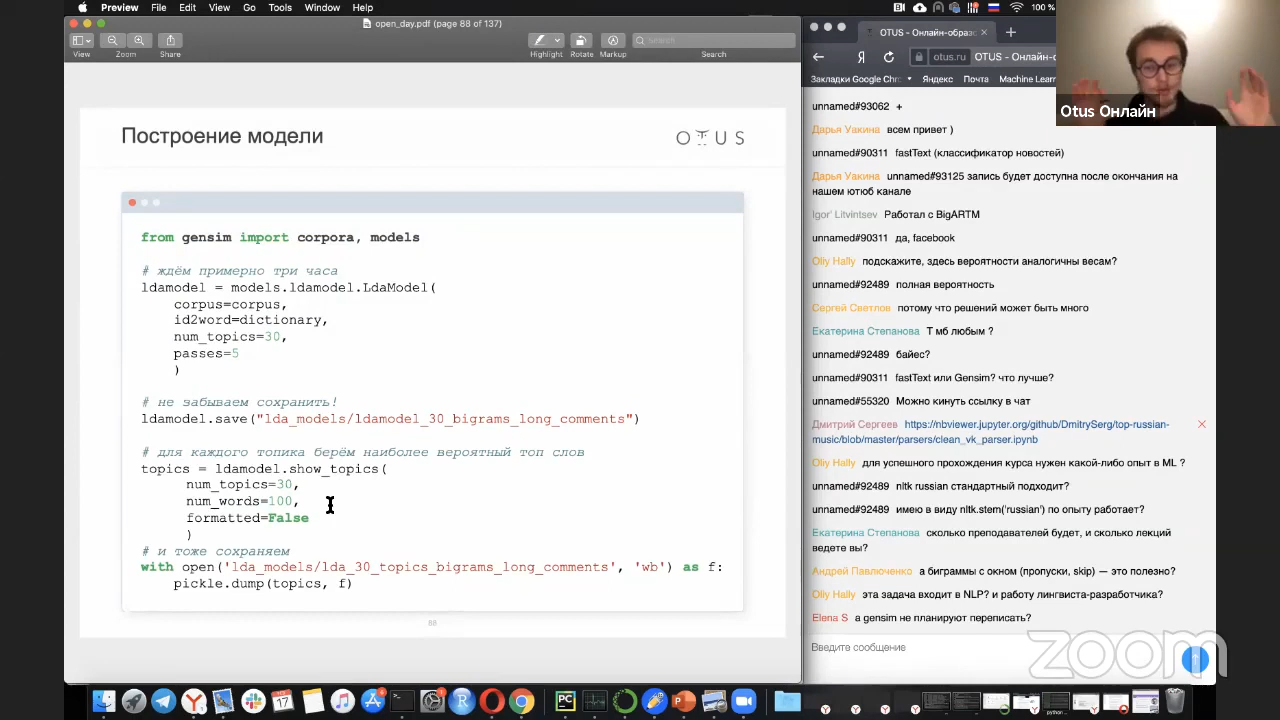 Preview File Edit View Go Tools Window Help
100 %
open_day.pdf (page 88 of 137)
View Zoom Share Highlight Rotate Markup Search
Search
Построение модели
OTUS
from gensim import corpora, models
# ждём примерно три часа
ldamodel = models.ldamodel.LdaModel(
corpus=corpus,
id2word=dictionary,
num_topics=30,
passes=5
)
# не забываем сохранить!
ldamodel.save("lda_models/ldamodel_30_bigrams_long_comments")
# для каждого топика берём наиболее вероятный топ слов
topics = ldamodel.show_topics(
num_topics=30,
num_words=100,
formatted=False
)
# и тоже сохраняем
with open('lda_models/lda_30_topics_bigrams_long_comments', 'wb') as f:
pickle.dump(topics, f)
88
OTUS - Онлайн-образ
otus.ru OTUS - Онлайн-о
Закладки Google Chr Яндекс Почта Machine Lear
Otus Онлайн
unnamed#93062 +
Дарья Уакина всем привет )
unnamed#90311 fastText (классификатор новостей)
Дарья Уакина unnamed#93125 запись будет доступна после окончания на
нашем ютюб канале
Igor' Litvintsev Работал с BigARTM
unnamed#90311 да, facebook
Oliy Hally подскажите, здесь вероятности аналогичны весам?
unnamed#92489 полная вероятность
Сергей Светлов потому что решений может быть много
Екатерина Степанова Т мб любым ?
unnamed#92489 байес?
unnamed#90311 fastText или Gensim? что лучше?
unnamed#55320 Можно кинуть ссылку в чат
Дмитрий Сергеев https://nbviewer.jupyter.org/github/DmitrySerg/top-russian-
music/blob/master/parsers/clean_vk_parser.ipynb
Oliy Hally для успешного прохождения курса нужен какой-либо опыт в ML ?
unnamed#92489 nltk russian стандартный подходит?
unnamed#92489 имею в виду nltk.stem('russian') по опыту работает?
Екатерина Степанова сколько преподавателей будет, и сколько лекций
ведете вы?
Андрей Павлюченко а биграммы с окном (пропуски, skip) — это полезно?
Oliy Hally эта задача входит в NLP? и работу лингвиста-разработчика?
Elena S а gensim не планируют переписать?
Введите сообщение
zoom